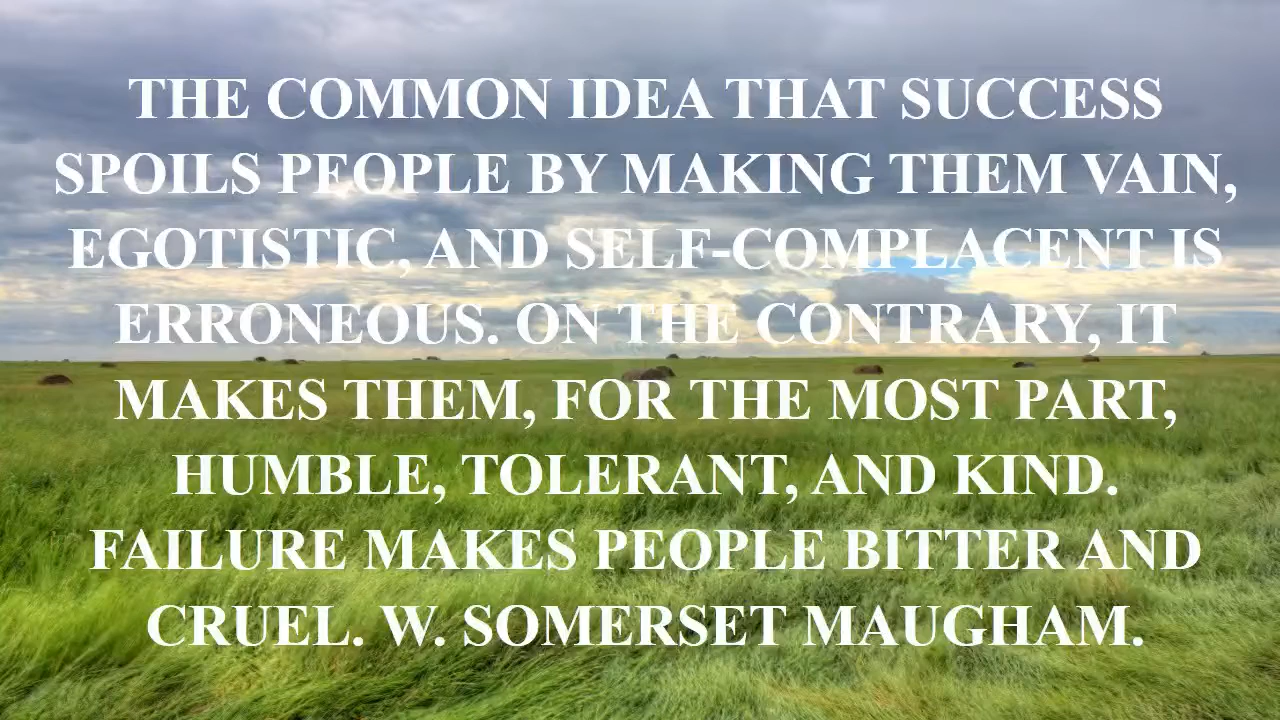 THE COMMON IDEA THAT SUCCESS
SPOILS PEOPLE BY MAKING THEM VAIN,
EGOTISTIC, AND SELF-COMPLACENT IS
ERRONEOUS. ON THE CONTRARY, IT
MAKES THEM, FOR THE MOST PART,
HUMBLE, TOLERANT, AND KIND.
FAILURE MAKES PEOPLE BITTER AND
CRUEL. W. SOMERSET MAUGHAM.